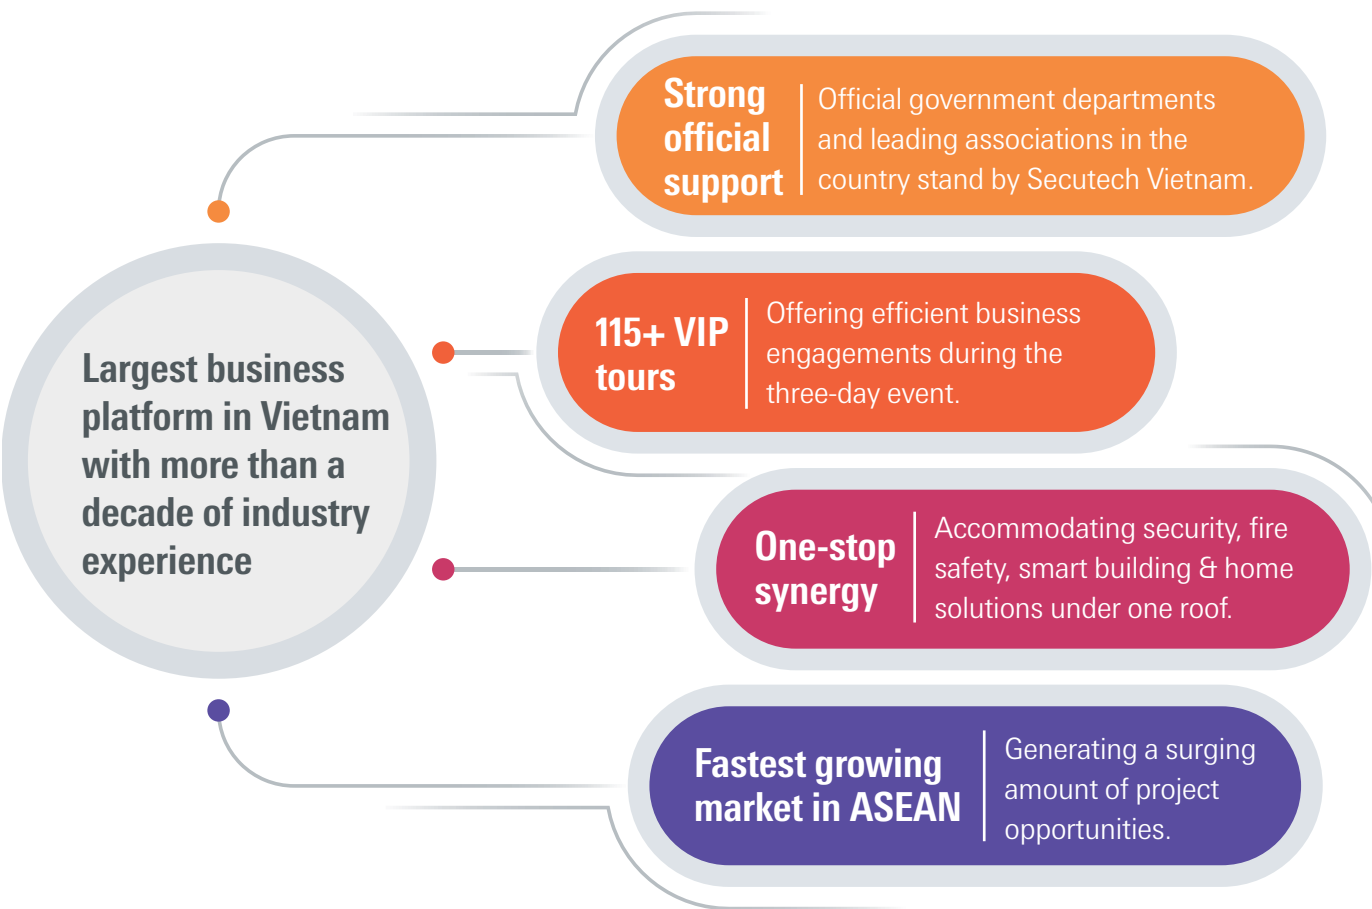 Strong
official
support
Official government departments
and leading associations in the
country stand by Secutech Vietnam.
115+ VIP
tours
Offering efficient business
engagements during the
three-day event.
Largest business
platform in Vietnam
with more than a
decade of industry
experience
One-stop
synergy
Accommodating security, fire
safety, smart building & home
solutions under one roof.
Fastest growing
market in ASEAN
Generating a surging
amount of project
opportunities.